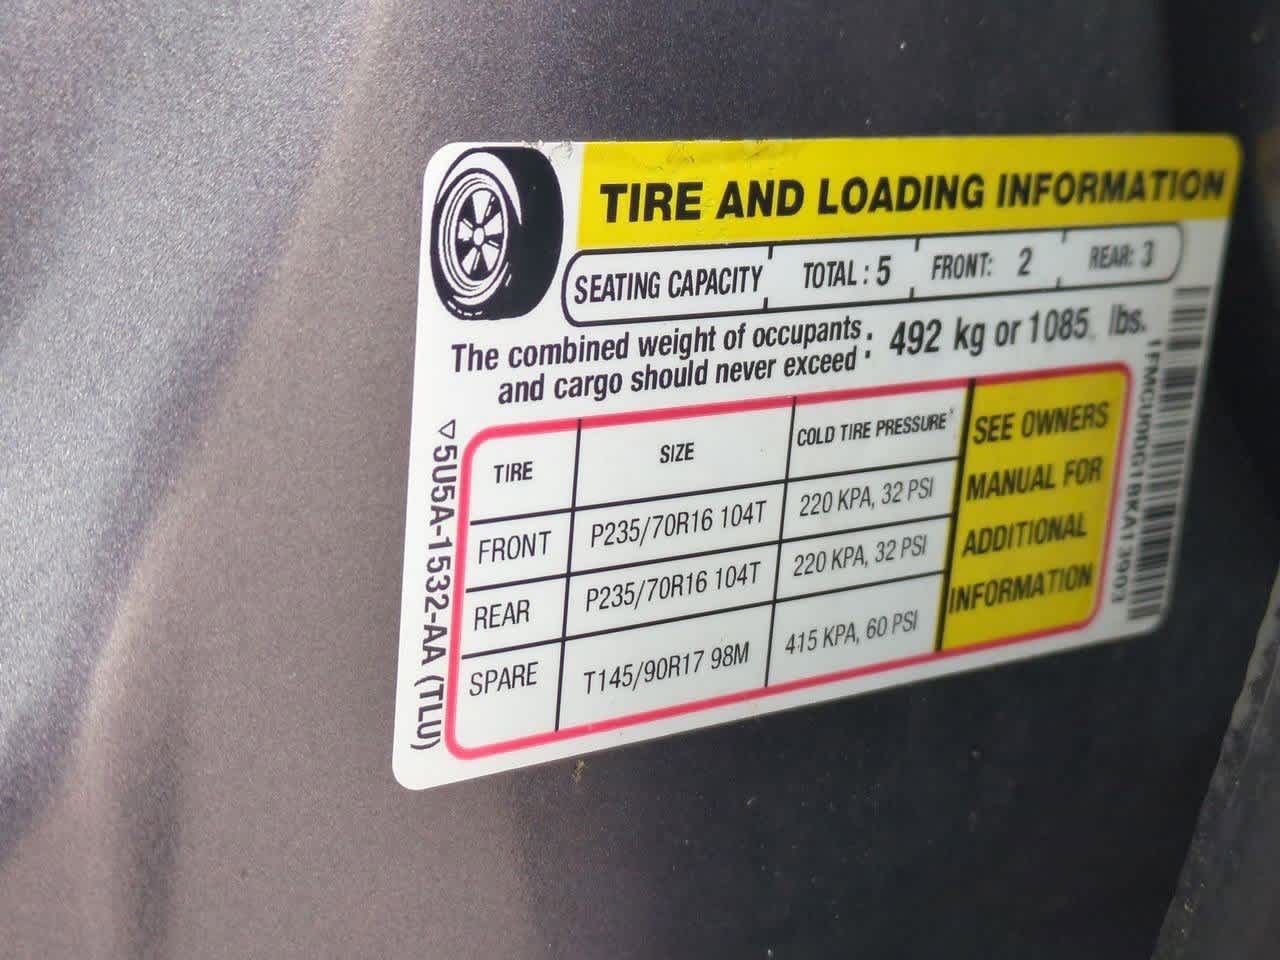 TIRE AND LOADING INFORMATION
SEATING CAPACITY TOTAL : 5 FRONT: 2 REAR: 3
The combined weight of occupants : 492 kg or 1085 lbs.
and cargo should never exceed :
TIRE SIZE COLD TIRE PRESSURE
FRONT P235/70R16 104T 220 KPA, 32 PSI
REAR P235/70R16 104T 220 KPA, 32 PSI
SPARE T145/90R17 98M 415 KPA, 60 PSI
SEE OWNERS
MANUAL FOR
ADDITIONAL
INFORMATION
▽5U5A-1532-AA (TLU)